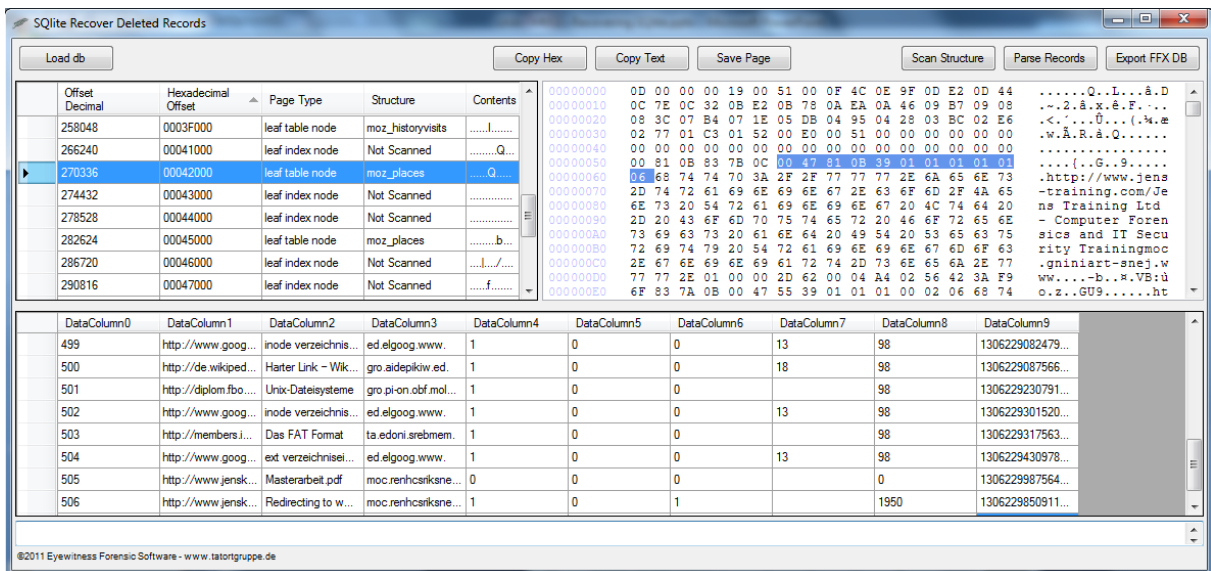 SQlite Recover Deleted Records
Load db Copy Hex Copy Text Save Page Scan Structure Parse Records Export FFX DB
Offset Decimal Hexadecimal Offset Page Type Structure Contents
258048 0003F000 leaf table node moz_historyvisits ......l.......
266240 00041000 leaf index node Not Scanned .........Q...
270336 00042000 leaf table node moz_places ......Q.....
274432 00043000 leaf index node Not Scanned .............
278528 00044000 leaf index node Not Scanned .............
282624 00045000 leaf table node moz_places .........b...
286720 00046000 leaf index node Not Scanned ....l..../....
290816 00047000 leaf index node Not Scanned .....f.......
00000000 0D 00 00 00 19 00 51 00 0F 4C 0E 9F 0D E2 0D 44 ......Q..L...â.D
00000010 0C 7E 0C 32 0B E2 0B 78 0A EA 0A 46 09 B7 09 08 .~.2.â.x.ê.F.·..
00000020 08 3C 07 B4 07 1E 05 DB 04 95 04 28 03 BC 02 E6 .<.´...Û...(.¼.æ
00000030 02 77 01 C3 01 52 00 E0 00 51 00 00 00 00 00 00 .w.Ã.R.à.Q......
00000040 00 00 00 00 00 00 00 00 00 00 00 00 00 00 00 00 ................
00000050 00 81 0B 83 7B 0C 00 47 81 0B 39 01 01 01 01 01 ....{..G..9.....
00000060 06 68 74 74 70 3A 2F 2F 77 77 77 2E 6A 65 6E 73 .http://www.jens
00000070 2D 74 72 61 69 6E 69 6E 67 2E 63 6F 6D 2F 4A 65 -training.com/Je
00000080 6E 73 20 54 72 61 69 6E 69 6E 67 20 4C 74 64 20 ns Training Ltd
00000090 2D 20 43 6F 6D 70 75 74 65 72 20 46 6F 72 65 6E - Computer Foren
000000A0 73 69 63 73 20 61 6E 64 20 49 54 20 53 65 63 75 sics and IT Secu
000000B0 72 69 74 79 20 54 72 61 69 6E 69 6E 67 6D 6F 63 rity Trainingmoc
000000C0 2E 67 6E 69 6E 69 61 72 74 2D 73 6E 65 6A 2E 77 .gniniart-snej.w
000000D0 77 77 2E 01 00 00 2D 62 00 04 A4 02 56 42 3A F9 ww....-b..¤.VB:ù
000000E0 6F 83 7A 0B 00 47 55 39 01 01 01 00 02 06 68 74 o.z..GU9......ht
DataColumn0 DataColumn1 DataColumn2 DataColumn3 DataColumn4 DataColumn5 DataColumn6 DataColumn7 DataColumn8 DataColumn9
499 http://www.goog... inode verzeichnis... ed.elgoog.www. 1 0 0 13 98 1306229082479...
500 http://de.wikiped... Harter Link – Wik... gro.aidepikiw.ed. 1 0 0 18 98 1306229087566...
501 http://diplom.fbo.... Unix-Dateisysteme gro.pi-on.obf.mol... 1 0 0 98 1306229230791...
502 http://www.goog... inode verzeichnis... ed.elgoog.www. 1 0 0 13 98 1306229301520...
503 http://members.i... Das FAT Format ta.edoni.srebmem. 1 0 0 98 1306229317563...
504 http://www.goog... ext verzeichnisei... ed.elgoog.www. 1 0 0 13 98 1306229430978...
505 http://www.jensk... Masterarbeit.pdf moc.renhcsriksne... 0 0 0 0 1306229987564...
506 http://www.jensk... Redirecting to w... moc.renhcsriksne... 1 0 1 1950 1306229850911...
©2011 Eyewitness Forensic Software - www.tatortgruppe.de